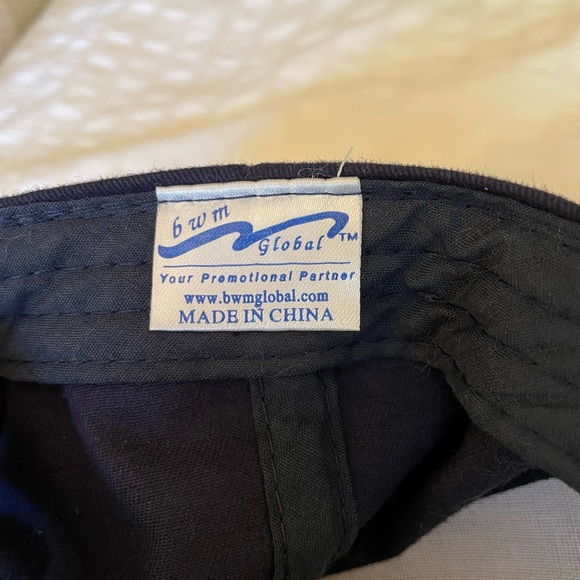 bwm
Global™
Your Promotional Partner
www.bwmglobal.com
MADE IN CHINA